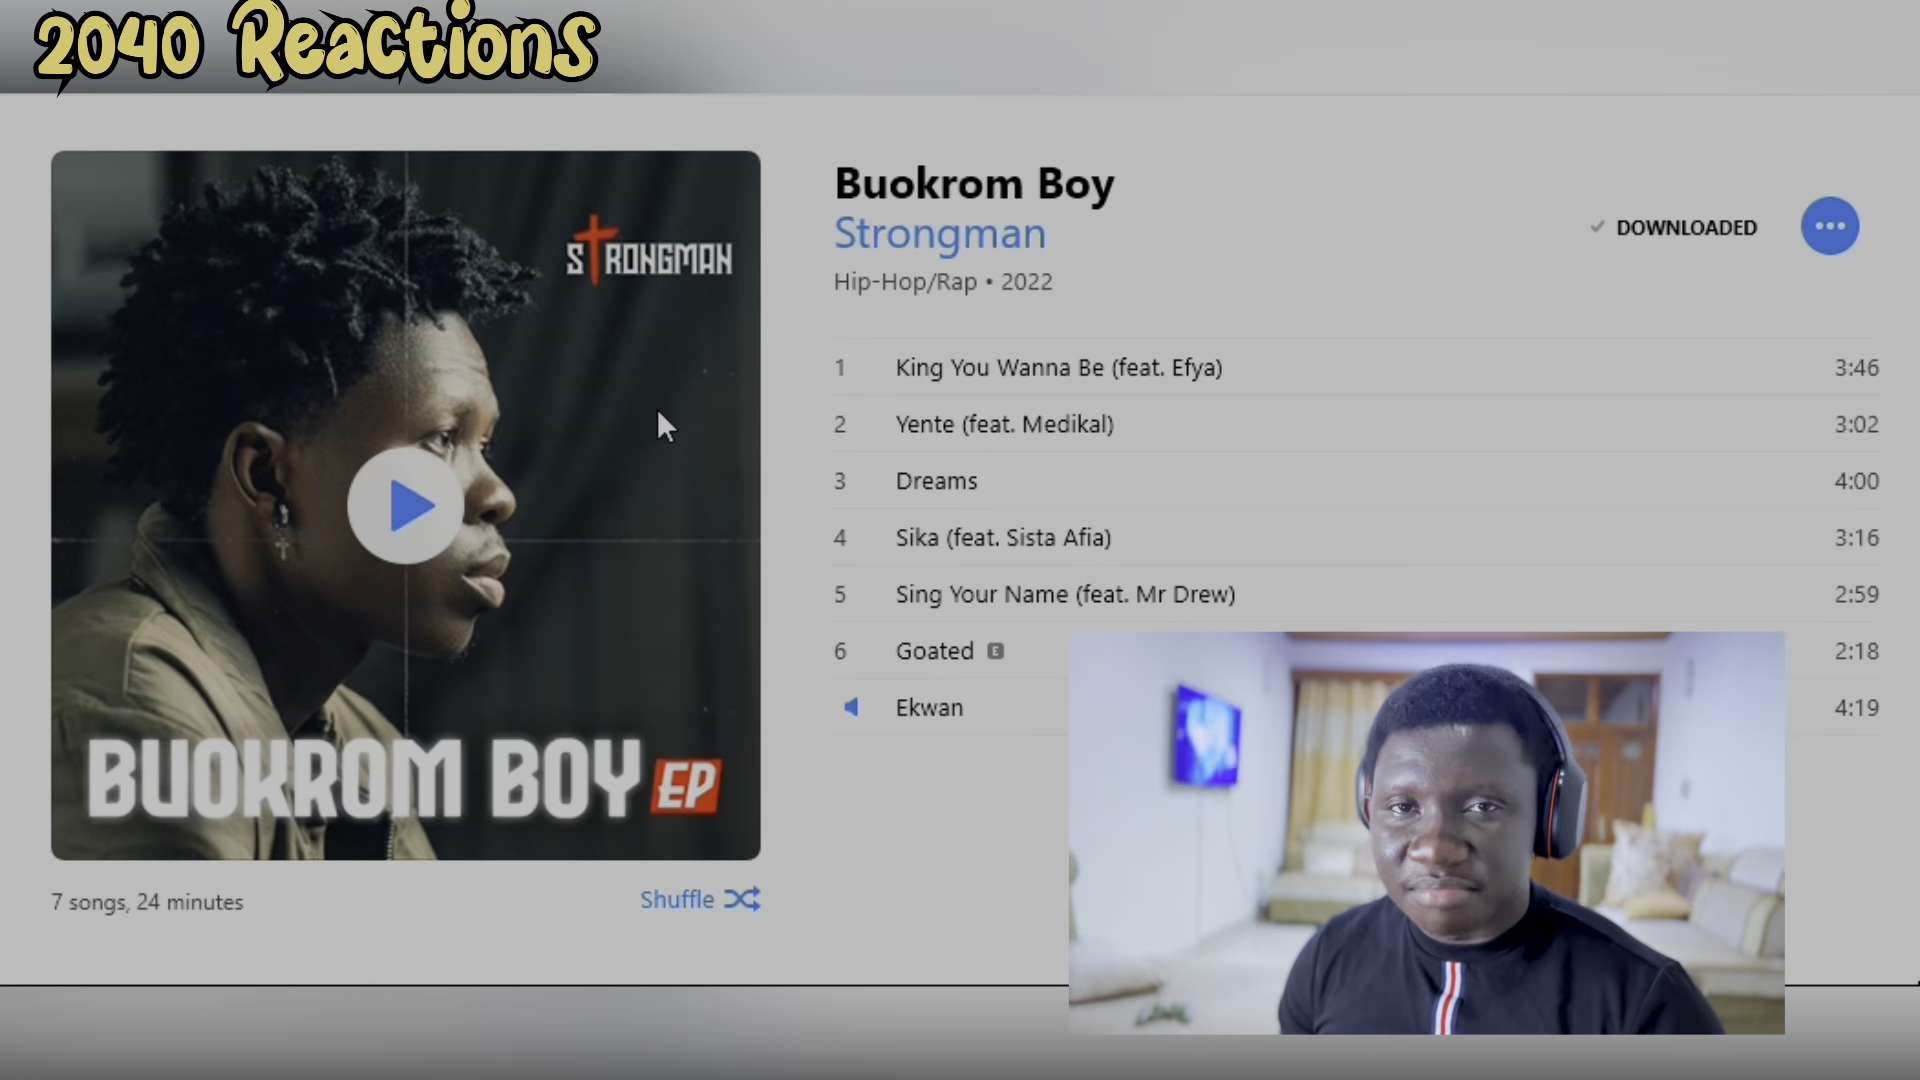 2040 Reactions
STRONGMAN
BUOKROM BOY EP
7 songs, 24 minutes
Shuffle
Buokrom Boy
Strongman
Hip-Hop/Rap • 2022
✓ DOWNLOADED
1 King You Wanna Be (feat. Efya) 3:46
2 Yente (feat. Medikal) 3:02
3 Dreams 4:00
4 Sika (feat. Sista Afia) 3:16
5 Sing Your Name (feat. Mr Drew) 2:59
6 Goated E 2:18
Ekwan 4:19